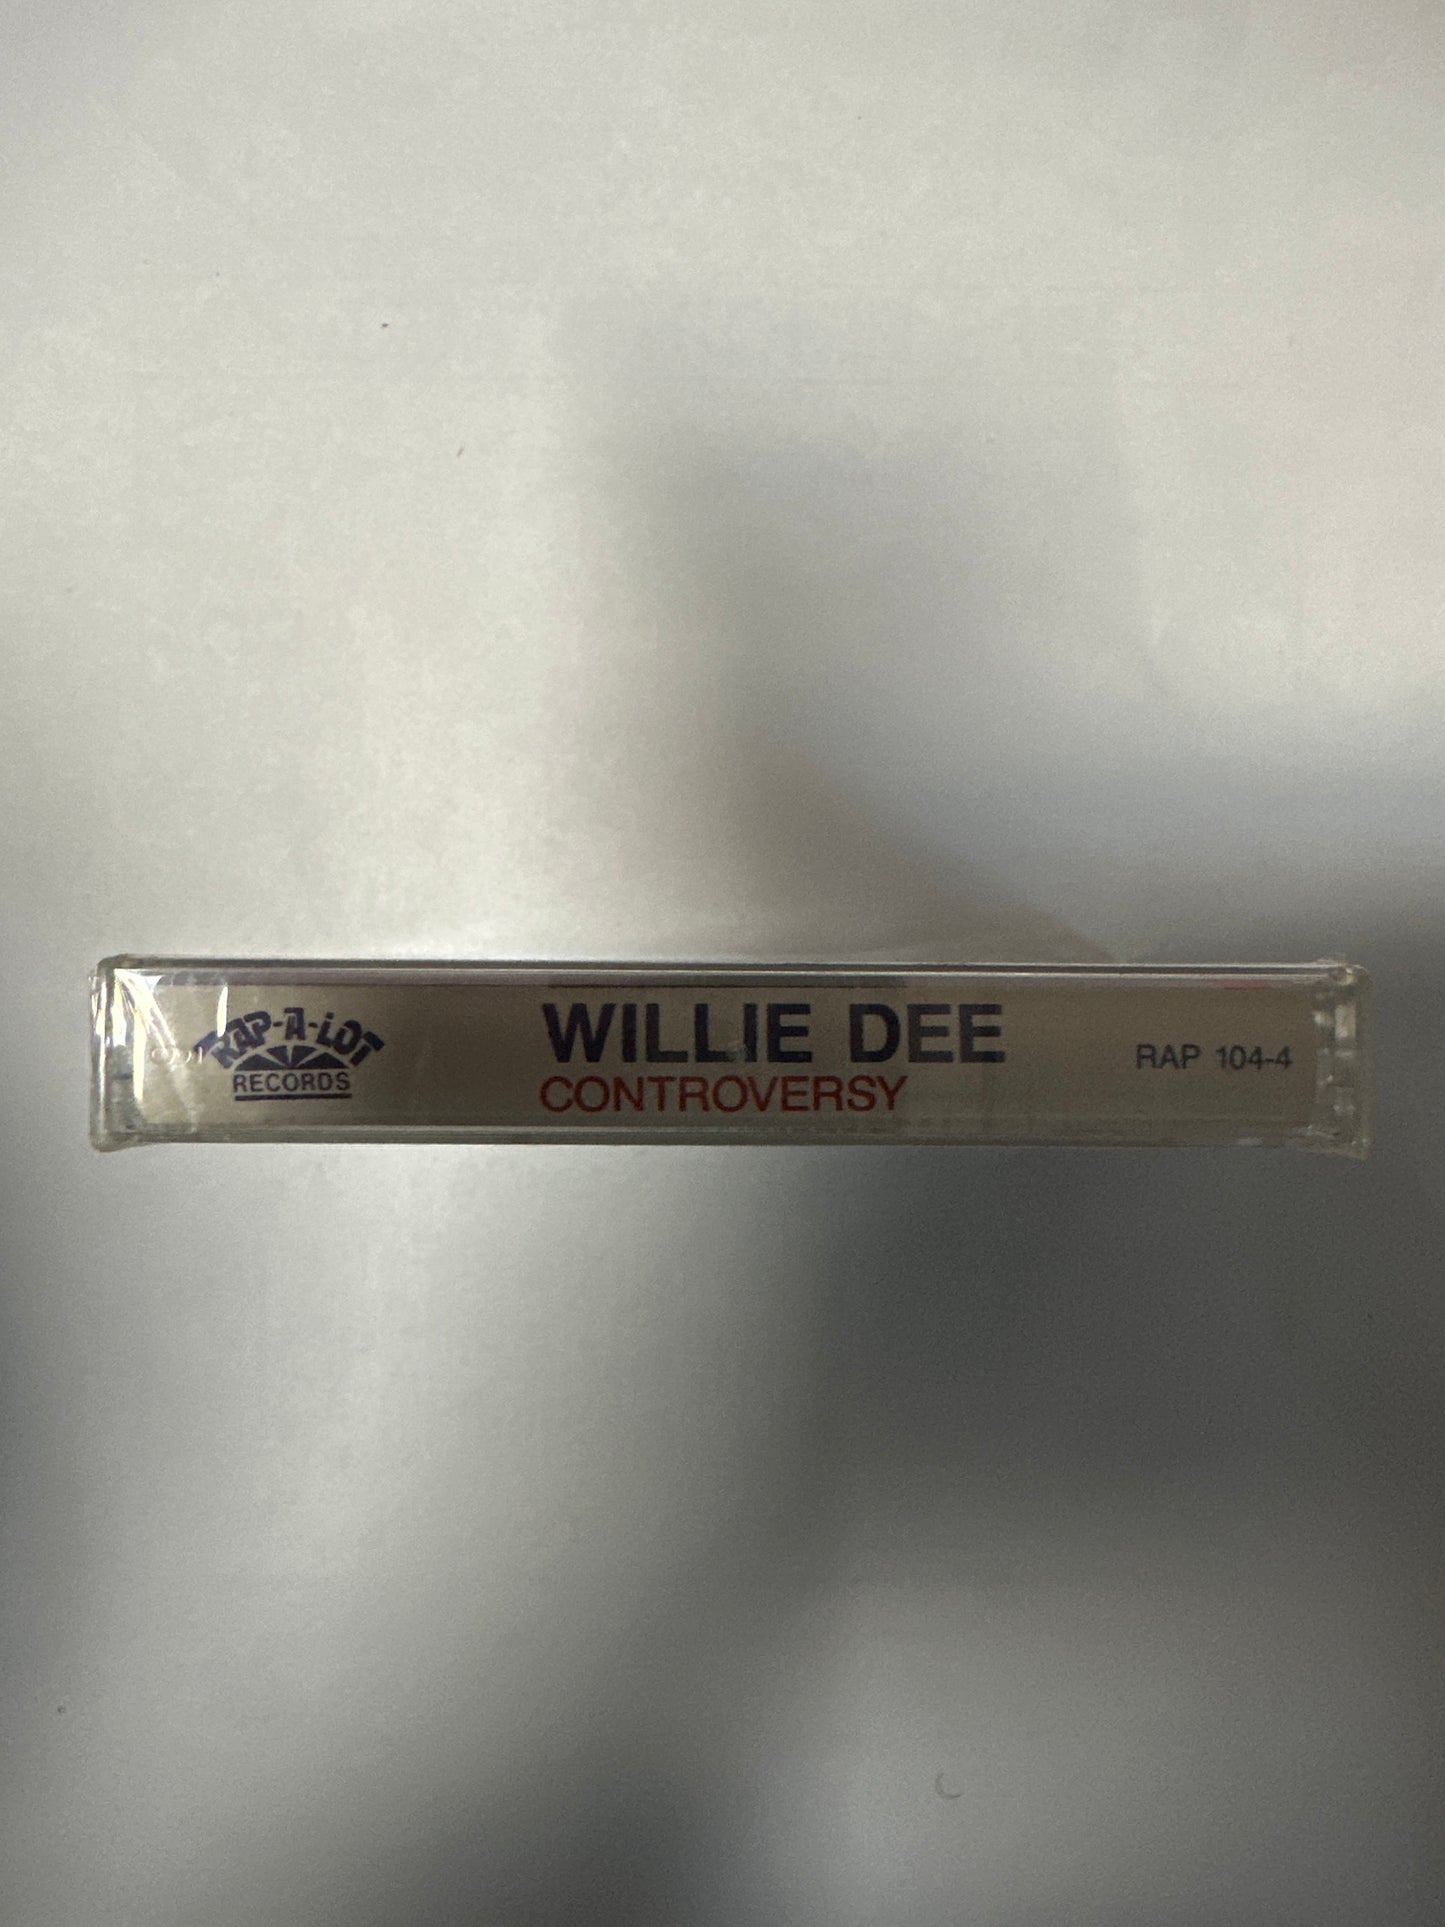 RAP-A-LOT
RECORDS
WILLIE DEE
CONTROVERSY
RAP 104-4